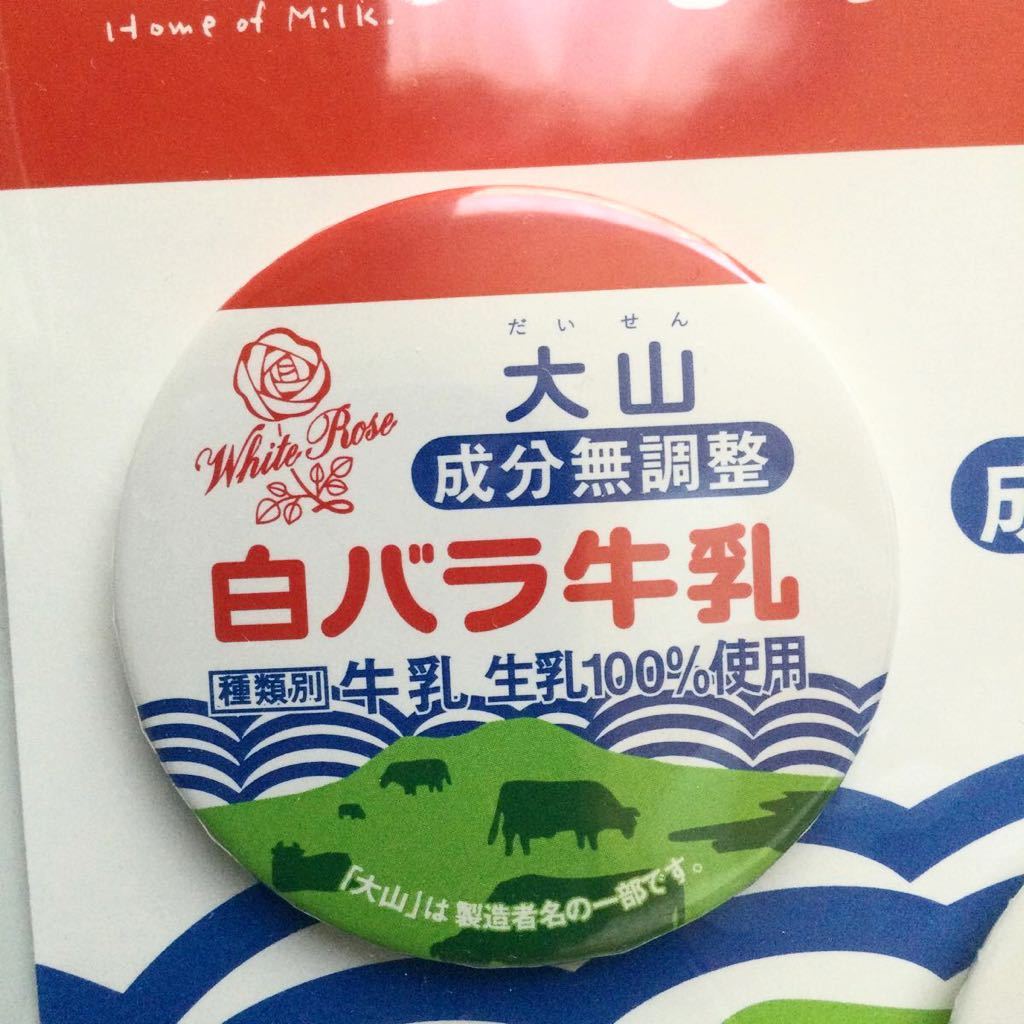 Home of Milk.
だいせん
大山
White Rose
成分無調整
白バラ牛乳
種類別 牛乳 生乳100%使用
「大山」は製造者名の一部です。
成